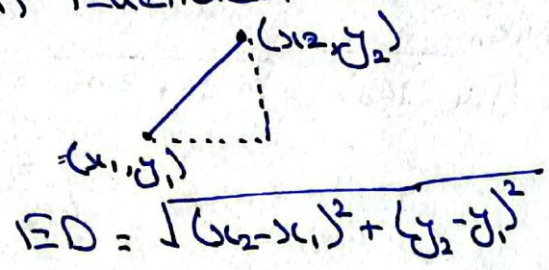 (x₂, y₂)
(x₁, y₁)
ED = √(x₂-x₁)² + (y₂-y₁)²